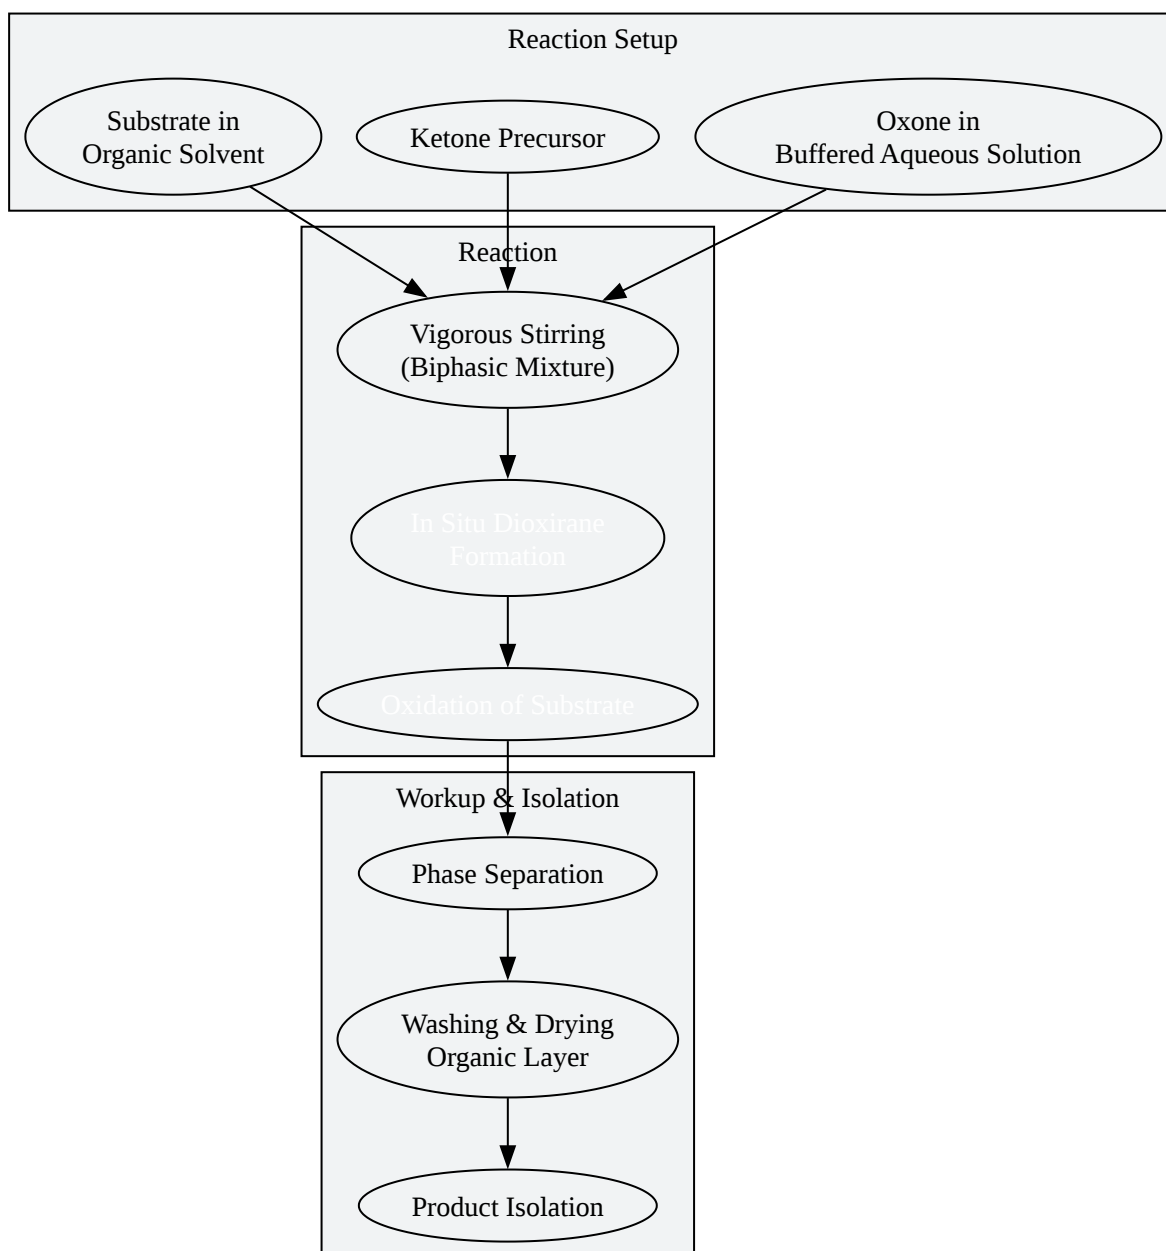 Reaction Setup
Substrate in
Organic Solvent
Ketone Precursor
Oxone in
Buffered Aqueous Solution
Reaction
Vigorous Stirring
(Biphasic Mixture)
In Situ Dioxirane
Formation
Oxidation of Substrate
Workup & Isolation
Phase Separation
Washing & Drying
Organic Layer
Product Isolation